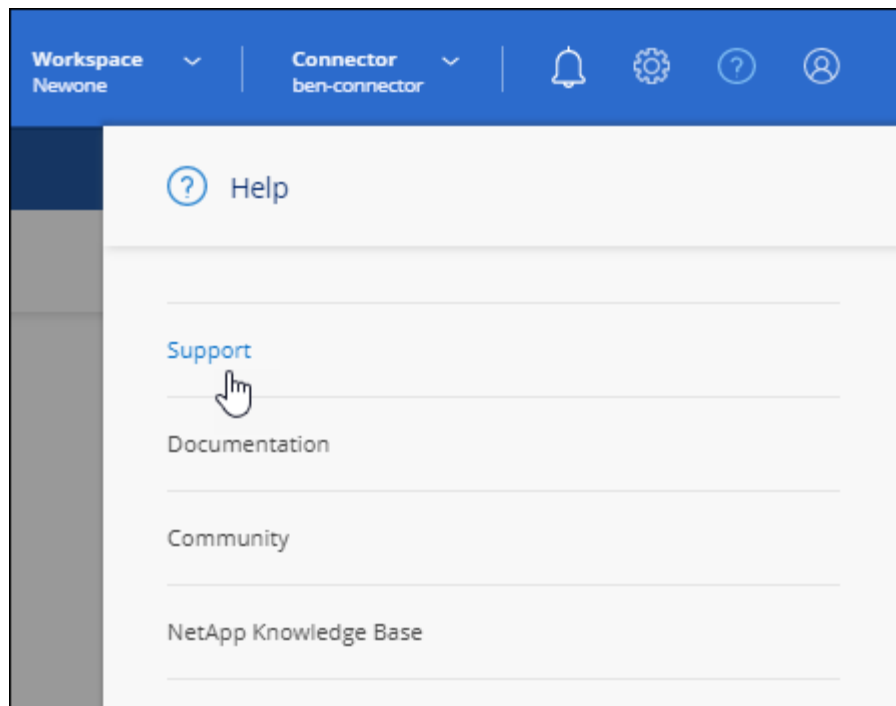 Workspace
Newone
Connector
ben-connector
? Help
Support
Documentation
Community
NetApp Knowledge Base